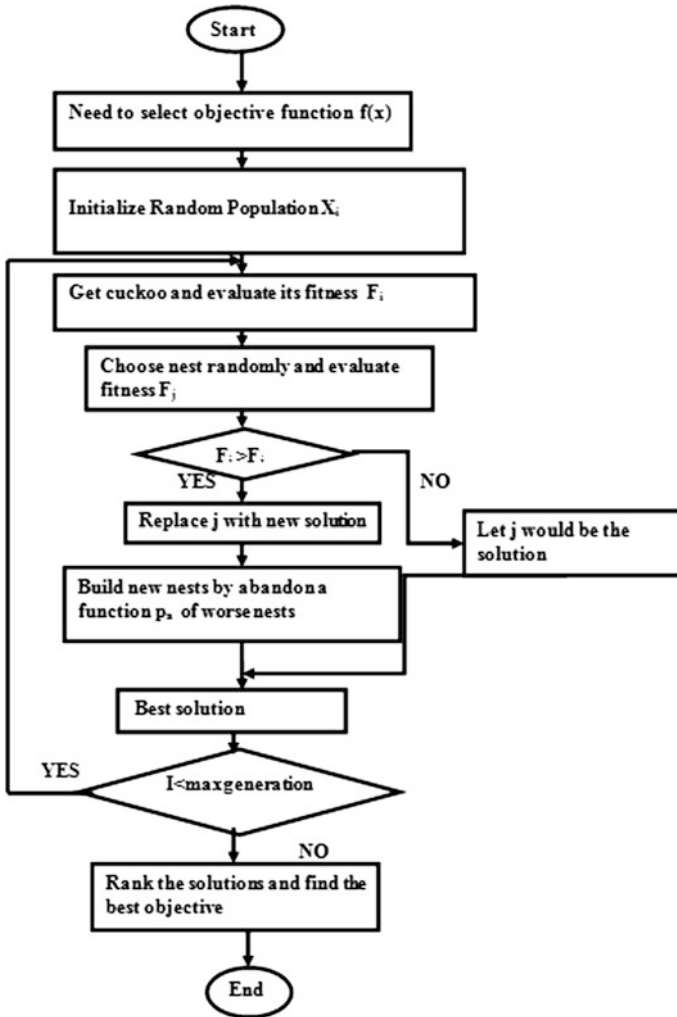 Start
Need to select objective function f(x)
Initialize Random Population Xᵢ
Get cuckoo and evaluate its fitness Fᵢ
Choose nest randomly and evaluate
fitness Fⱼ
Fᵢ>Fᵢ
YES
NO
Replace j with new solution
Let j would be the
solution
Build new nests by abandon a
function pₐ of worse nests
Best solution
YES
I<maxgeneration
NO
Rank the solutions and find the
best objective
End